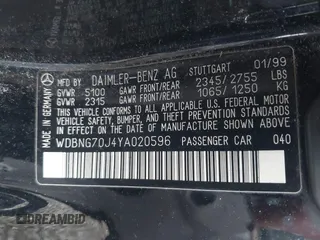 DAIMLER-BENZ AG STUTTGART 01/99
GVWR 5100 GAWR FRONT/REAR 2345/2755 LBS
GVWR 2315 GAWR FRONT/REAR 1065/1250 KG
THIS VEHICLE CONFORMS TO ALL APPLICABLE
U.S. FEDERAL MOTOR VEHICLE SAFETY, BUMPER,
AND THEFT PREVENTION STANDARDS IN EFFECT
ON THE DATE OF MANUFACTURE SHOWN ABOVE.
WDBNG70J4YA020596 PASSENGER CAR 040
MADE IN GERMANY
DREAMBID